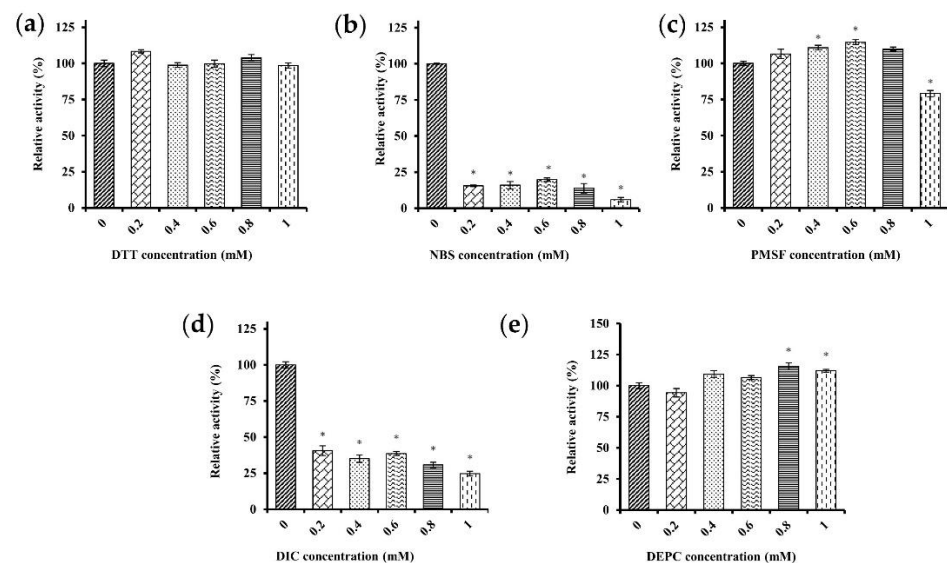 (a)
Relative activity (%)
125
100
75
50
25
0
0 0.2 0.4 0.6 0.8 1
DTT concentration (mM)
(b)
Relative activity (%)
125
100
75
50
25
0
* * * * *
0 0.2 0.4 0.6 0.8 1
NBS concentration (mM)
(c)
Relative activity (%)
125
100
75
50
25
0
* * *
0 0.2 0.4 0.6 0.8 1
PMSF concentration (mM)
(d)
Relative activity (%)
125
100
75
50
25
0
* * * * *
0 0.2 0.4 0.6 0.8 1
DIC concentration (mM)
(e)
Relative activity (%)
150
125
100
75
50
25
0
* *
0 0.2 0.4 0.6 0.8 1
DEPC concentration (mM)